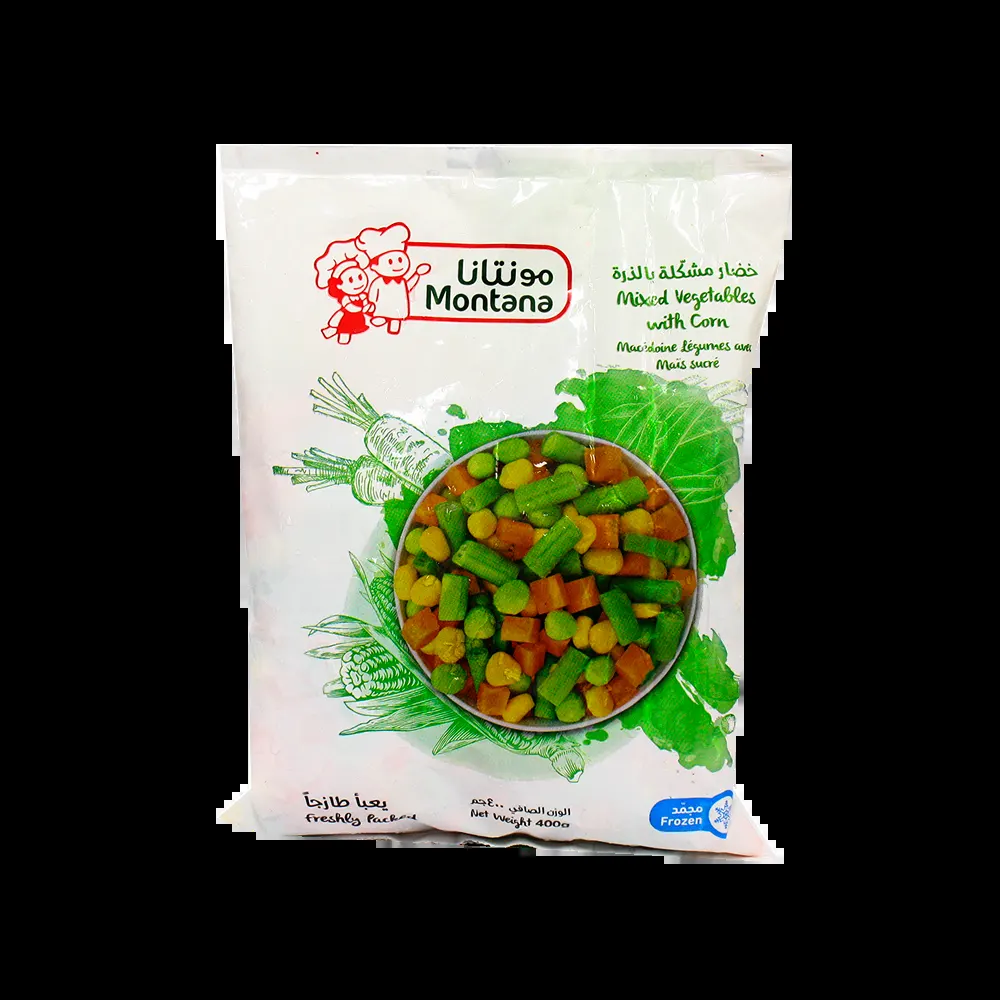 مونتانا
Montana
خضار مشكّلة بالذرة
Mixed Vegetables
with Corn
Macédoine légumes avec
Maïs sucré
يعبأ طازجاً
Freshly Packed
الوزن الصافي ٤٠٠جم
Net Weight 400g
مجمّد
Frozen